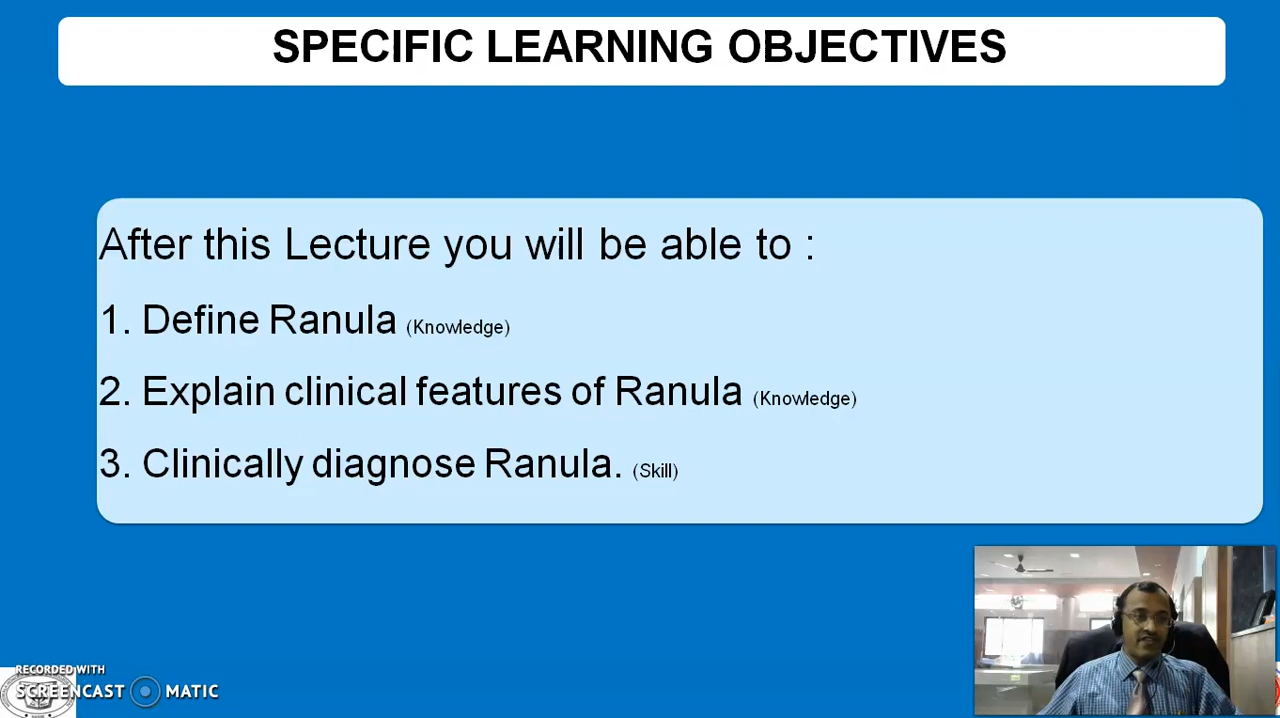 SPECIFIC LEARNING OBJECTIVES
After this Lecture you will be able to :
1. Define Ranula (Knowledge)
2. Explain clinical features of Ranula (Knowledge)
3. Clinically diagnose Ranula. (Skill)
RECORDED WITH
SCREENCAST MATIC